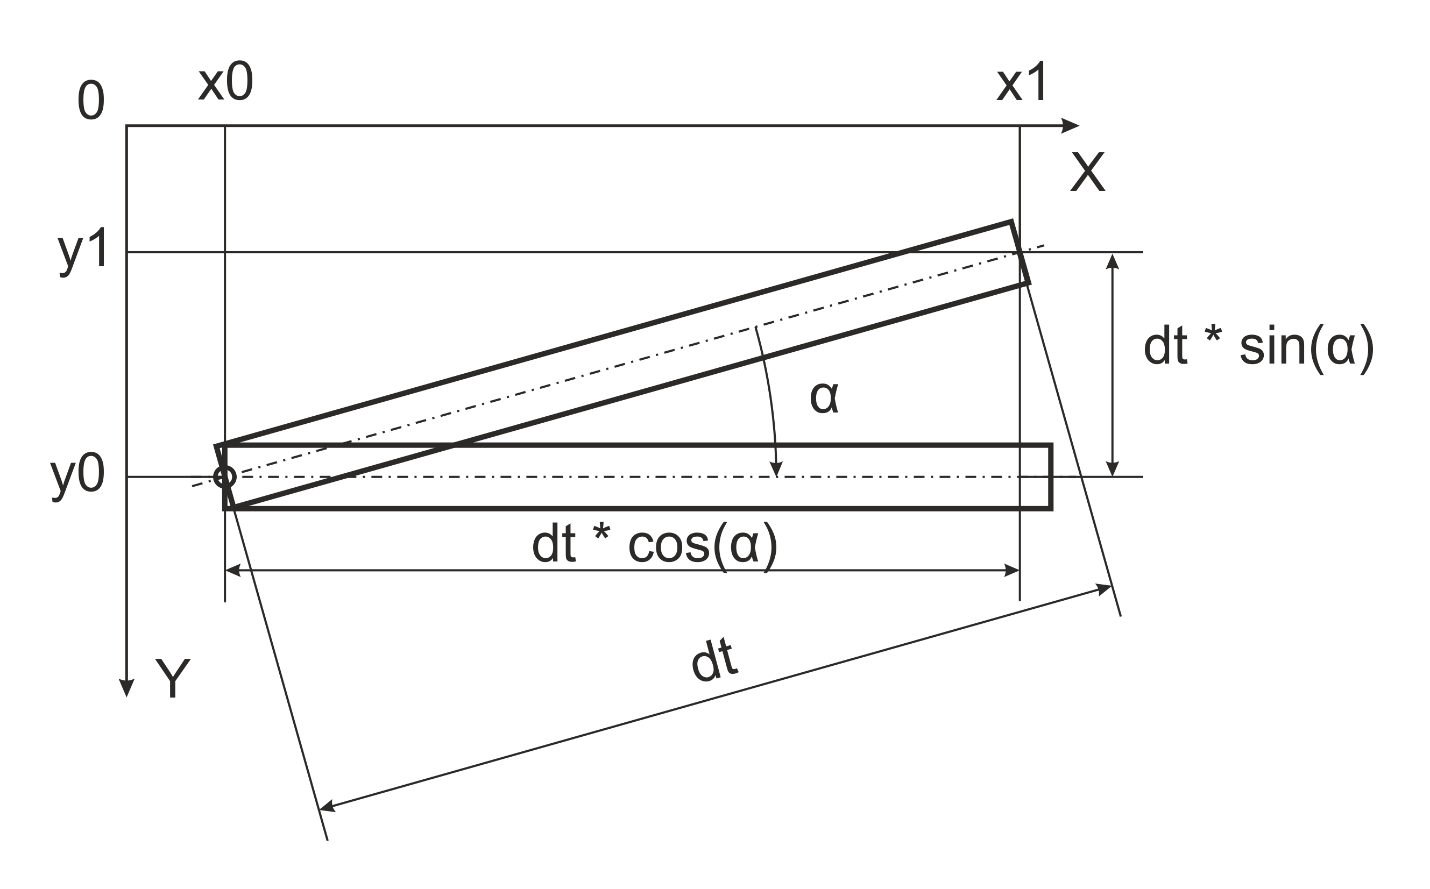 0
x0
x1
X
y1
dt * sin(α)
α
y0
dt * cos(α)
dt
Y